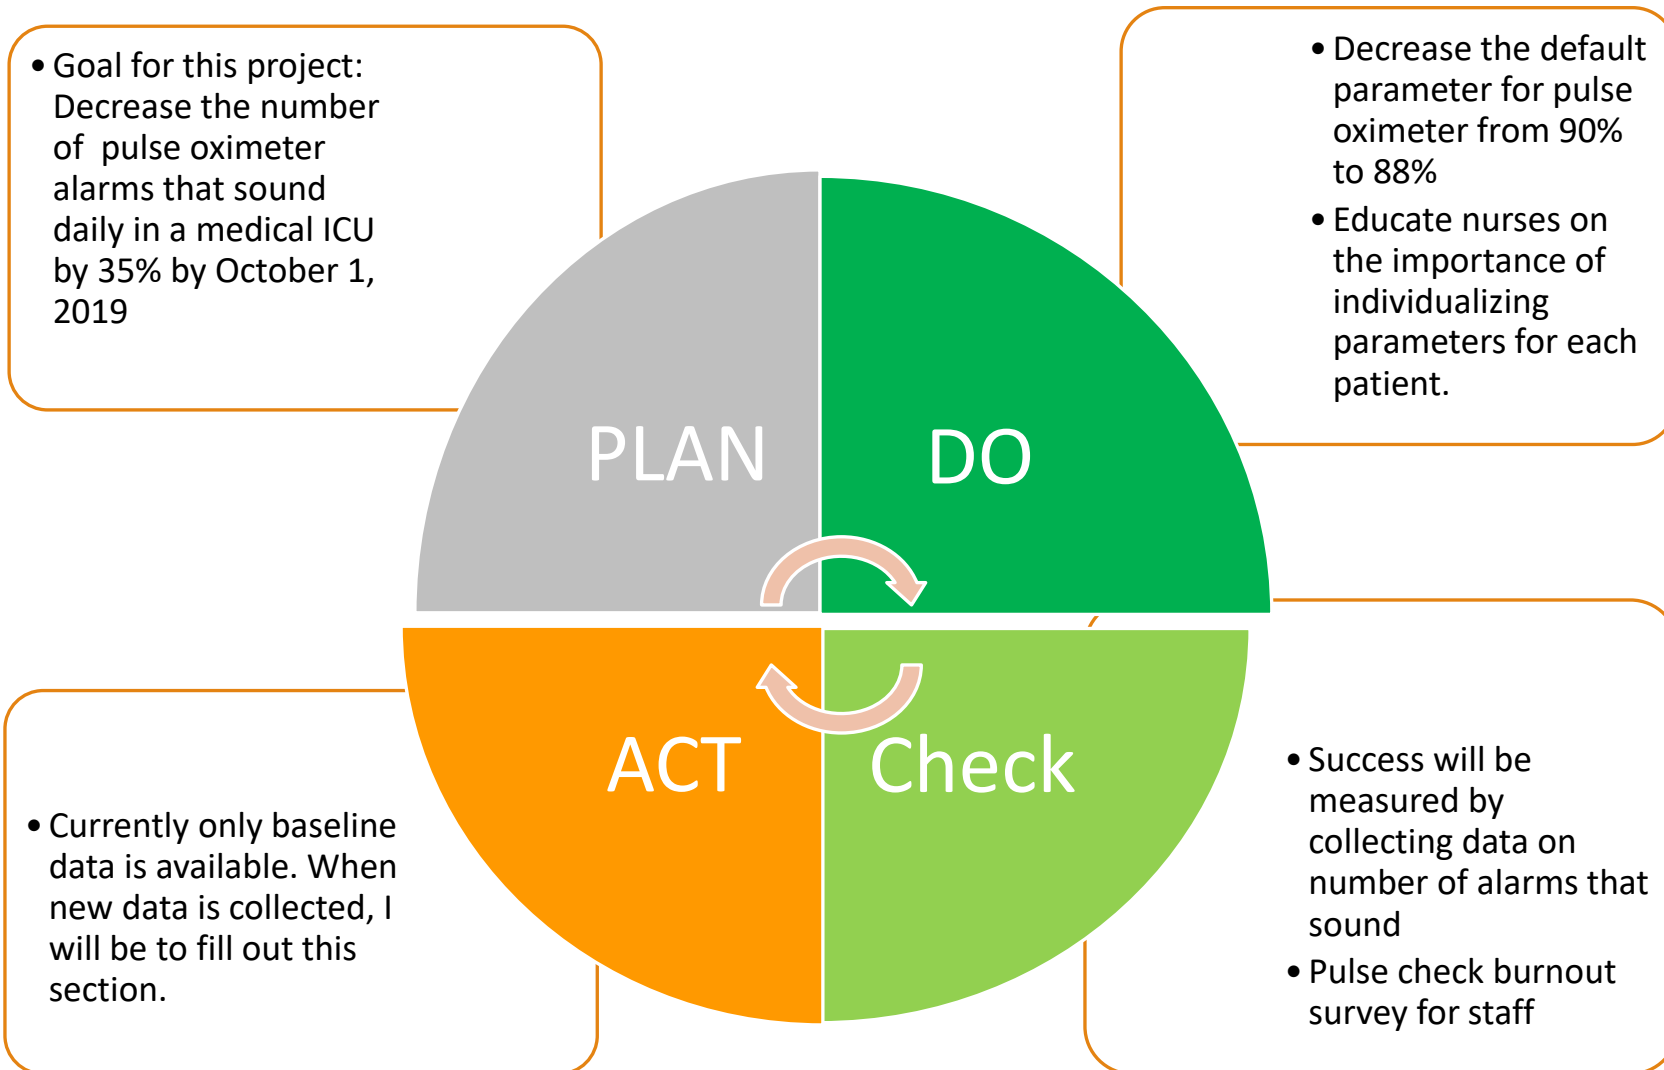 • Goal for this project:
Decrease the number
of  pulse oximeter
alarms that sound
daily in a medical ICU
by 35% by October 1,
2019
• Decrease the default
parameter for pulse
oximeter from 90%
to 88%
• Educate nurses on
the importance of
individualizing
parameters for each
patient.
PLAN
DO
ACT
Check
• Currently only baseline
data is available. When
new data is collected, I
will be to fill out this
section.
• Success will be
measured by
collecting data on
number of alarms that
sound
• Pulse check burnout
survey for staff